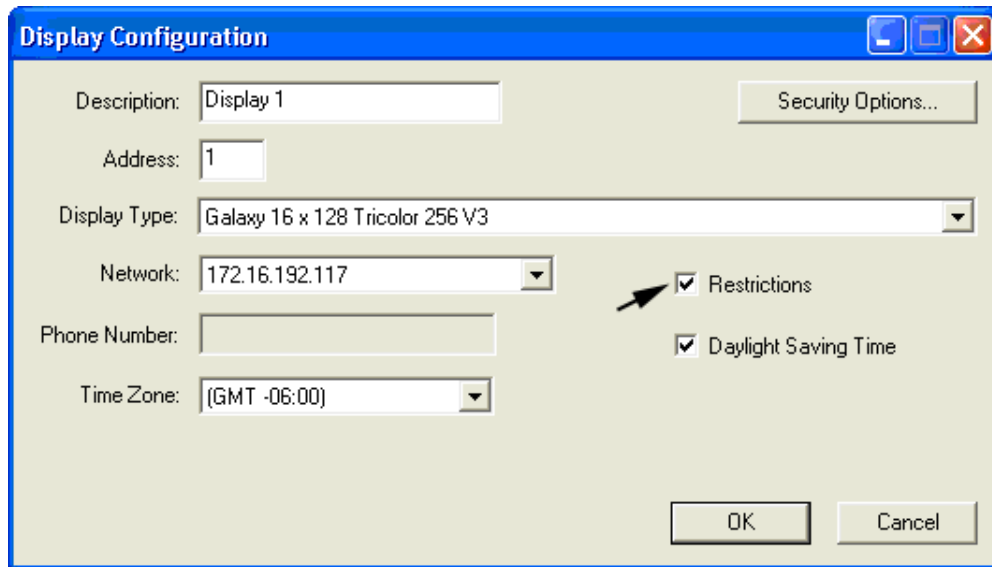 Display Configuration
Description: Display 1
Security Options...
Address: 1
Display Type: Galaxy 16 x 128 Tricolor 256 V3
Network: 172.16.192.117
Restrictions
Phone Number:
Daylight Saving Time
Time Zone: (GMT -06:00)
OK
Cancel